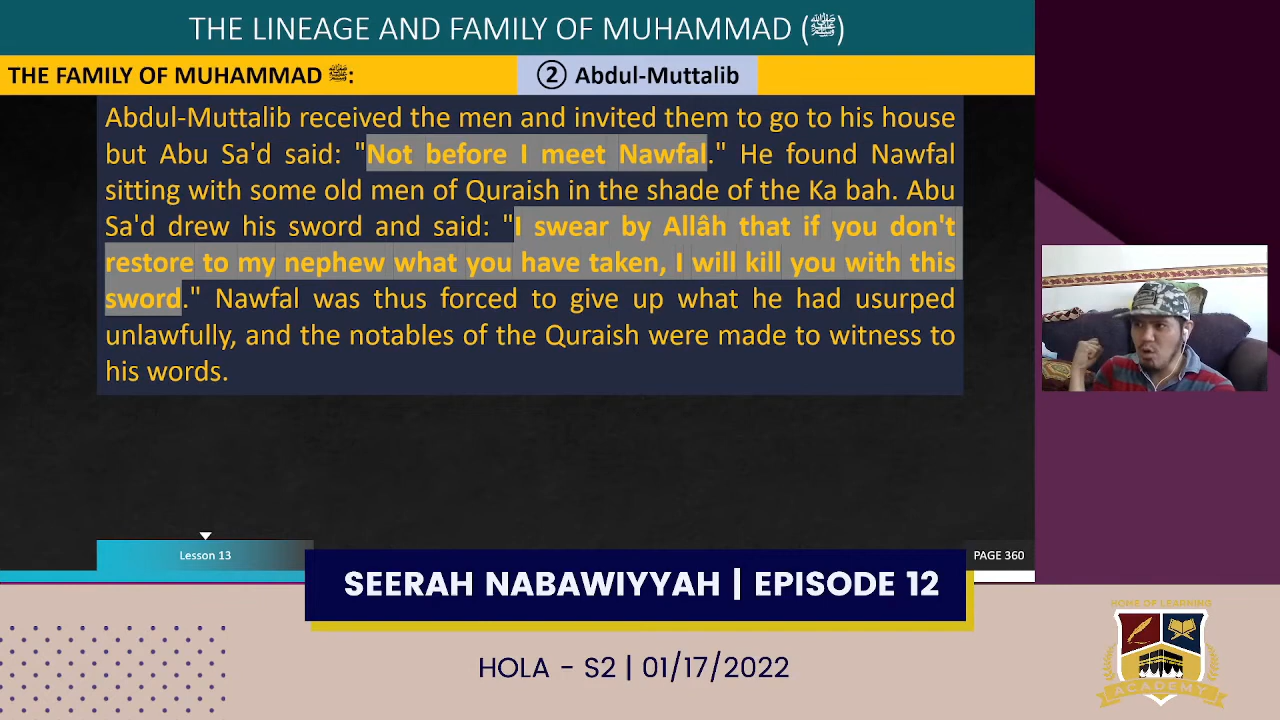 THE LINEAGE AND FAMILY OF MUHAMMAD (ﷺ)
THE FAMILY OF MUHAMMAD ﷺ:
② Abdul-Muttalib
Abdul-Muttalib received the men and invited them to go to his house
but Abu Sa'd said: "Not before I meet Nawfal." He found Nawfal
sitting with some old men of Quraish in the shade of the Ka bah. Abu
Sa'd drew his sword and said: "I swear by Allâh that if you don't
restore to my nephew what you have taken, I will kill you with this
sword." Nawfal was thus forced to give up what he had usurped
unlawfully, and the notables of the Quraish were made to witness to
his words.
Lesson 13
PAGE 360
SEERAH NABAWIYYAH | EPISODE 12
HOLA - S2 | 01/17/2022
HOME OF LEARNING
ACADEMY